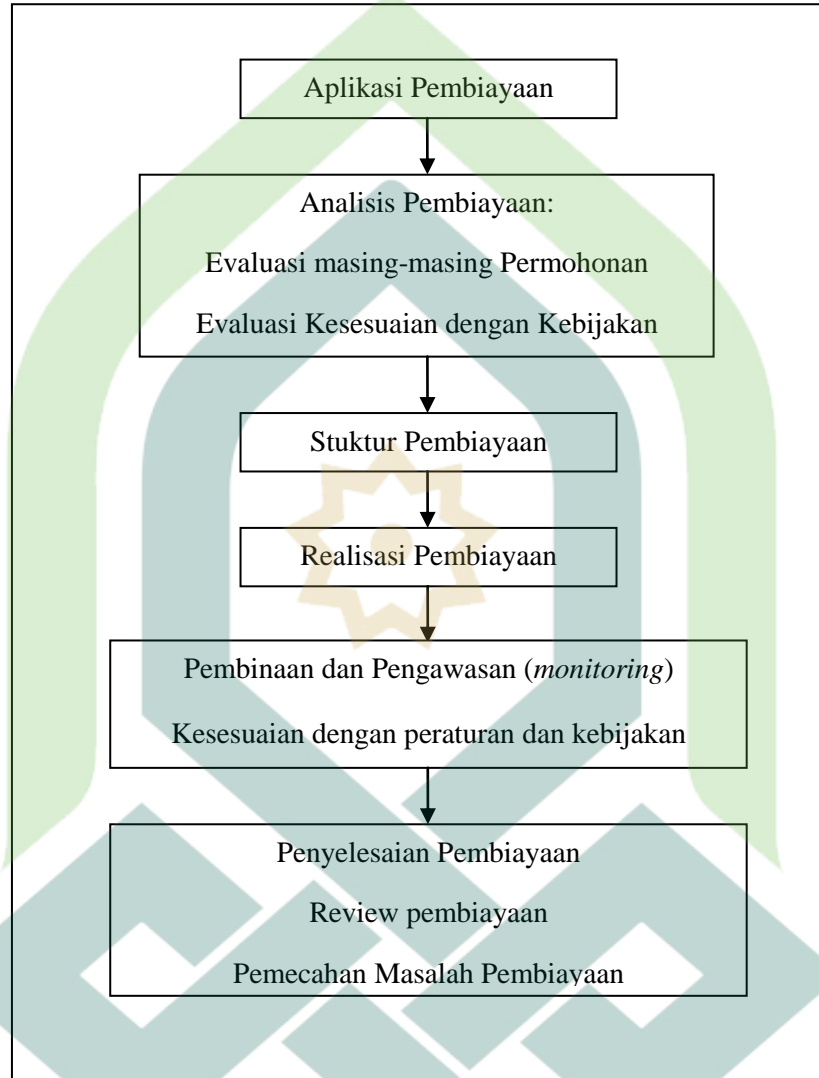 Aplikasi Pembiayaan
Analisis Pembiayaan:
Evaluasi masing-masing Permohonan
Evaluasi Kesesuaian dengan Kebijakan
Stuktur Pembiayaan
Realisasi Pembiayaan
Pembinaan dan Pengawasan (monitoring)
Kesesuaian dengan peraturan dan kebijakan
Penyelesaian Pembiayaan
Review pembiayaan
Pemecahan Masalah Pembiayaan